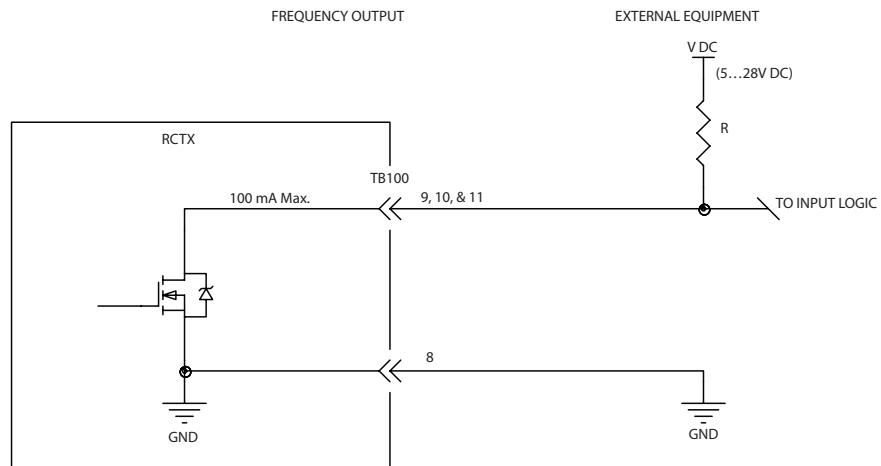 FREQUENCY OUTPUT
EXTERNAL EQUIPMENT
V DC
(5…28V DC)
RCTX
R
TB100
100 mA Max.
9, 10, & 11
TO INPUT LOGIC
8
GND
GND